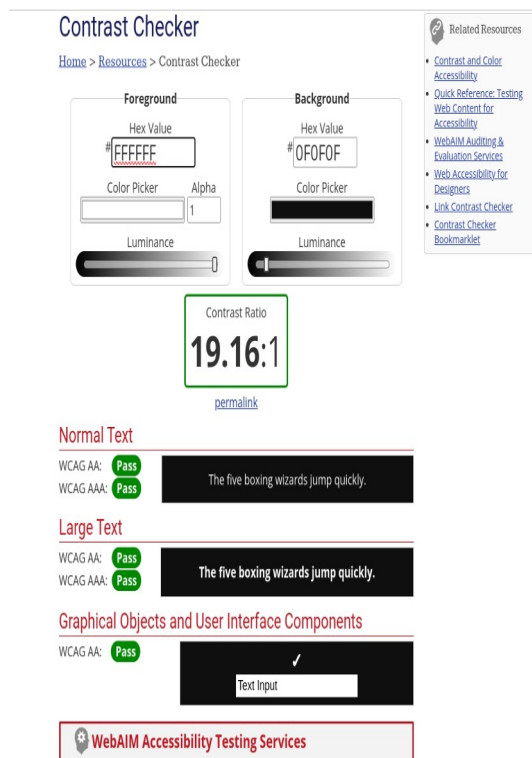 Contrast Checker
Home > Resources > Contrast Checker
Foreground
Hex Value
# FFFFFF
Color Picker
Alpha
1
Luminance
Background
Hex Value
# 0F0F0F
Color Picker
Luminance
Contrast Ratio
19.16:1
permalink
Normal Text
WCAG AA: Pass
WCAG AAA: Pass
The five boxing wizards jump quickly.
Large Text
WCAG AA: Pass
WCAG AAA: Pass
The five boxing wizards jump quickly.
Graphical Objects and User Interface Components
WCAG AA: Pass
✓
Text Input
WebAIM Accessibility Testing Services
Related Resources
• Contrast and Color
Accessibility
• Quick Reference: Testing
Web Content for
Accessibility
• WebAIM Auditing &
Evaluation Services
• Web Accessibility for
Designers
• Link Contrast Checker
• Contrast Checker
Bookmarklet